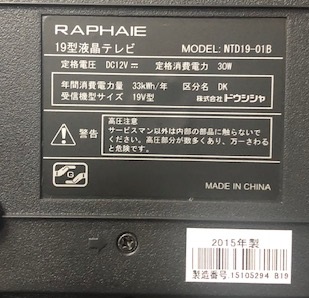 RAPHAIE
19型液晶テレビ MODEL: NTD19-01B
定格電圧 DC12V⎓ 定格消費電力 30W
年間消費電力量 33kWh/年 区分名 DK
受信機型サイズ 19V型 株式会社ドウシシャ
警告
高圧注意
サービスマン以外は内部の部品に触らないで
ください。高圧部分が数多くあり、万一さわる
と危険です。
MADE IN CHINA
2015年製
製造番号 15105294 B19